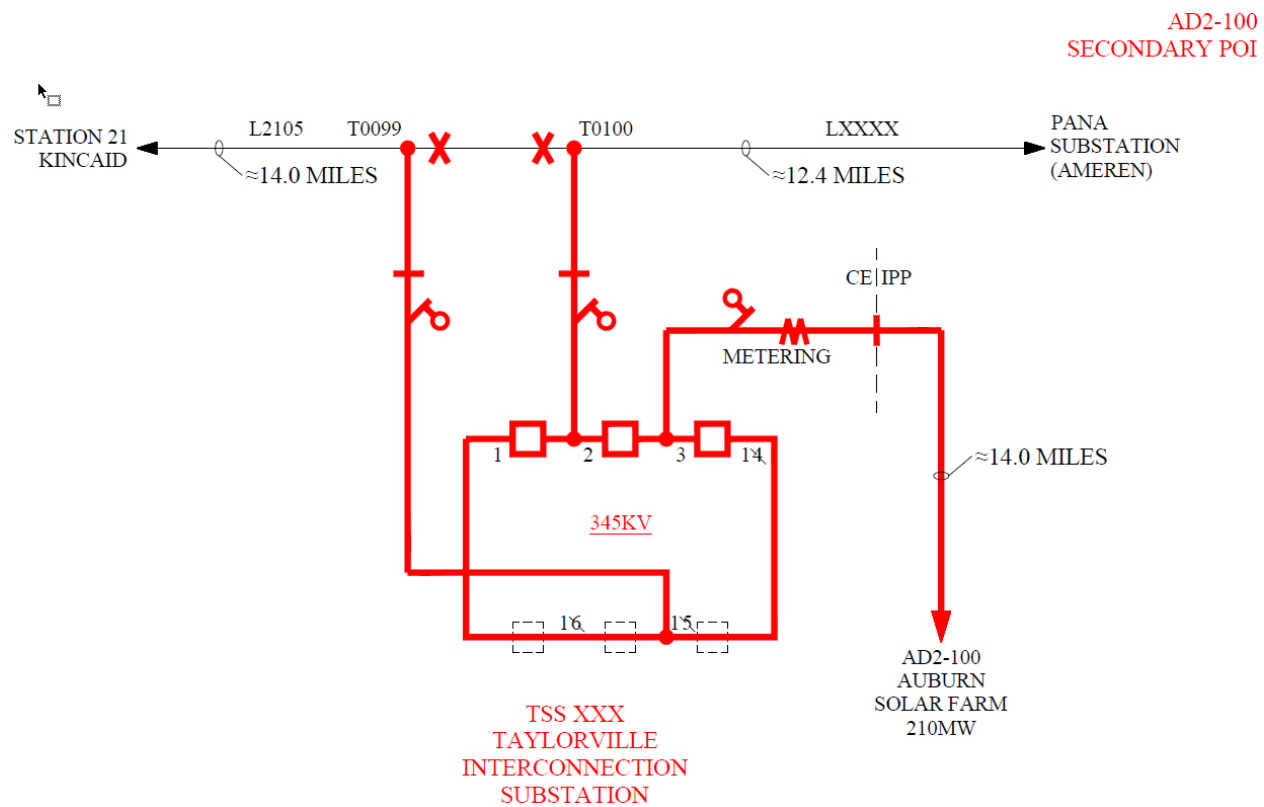 AD2-100
SECONDARY POI
L2105
T0099
T0100
LXXXX
STATION 21
KINCAID
PANA
SUBSTATION
(AMEREN)
≈14.0 MILES
≈12.4 MILES
CE
IPP
METERING
1
2
3
14
≈14.0 MILES
345KV
16
15
AD2-100
AUBURN
SOLAR FARM
210MW
TSS XXX
TAYLORVILLE
INTERCONNECTION
SUBSTATION